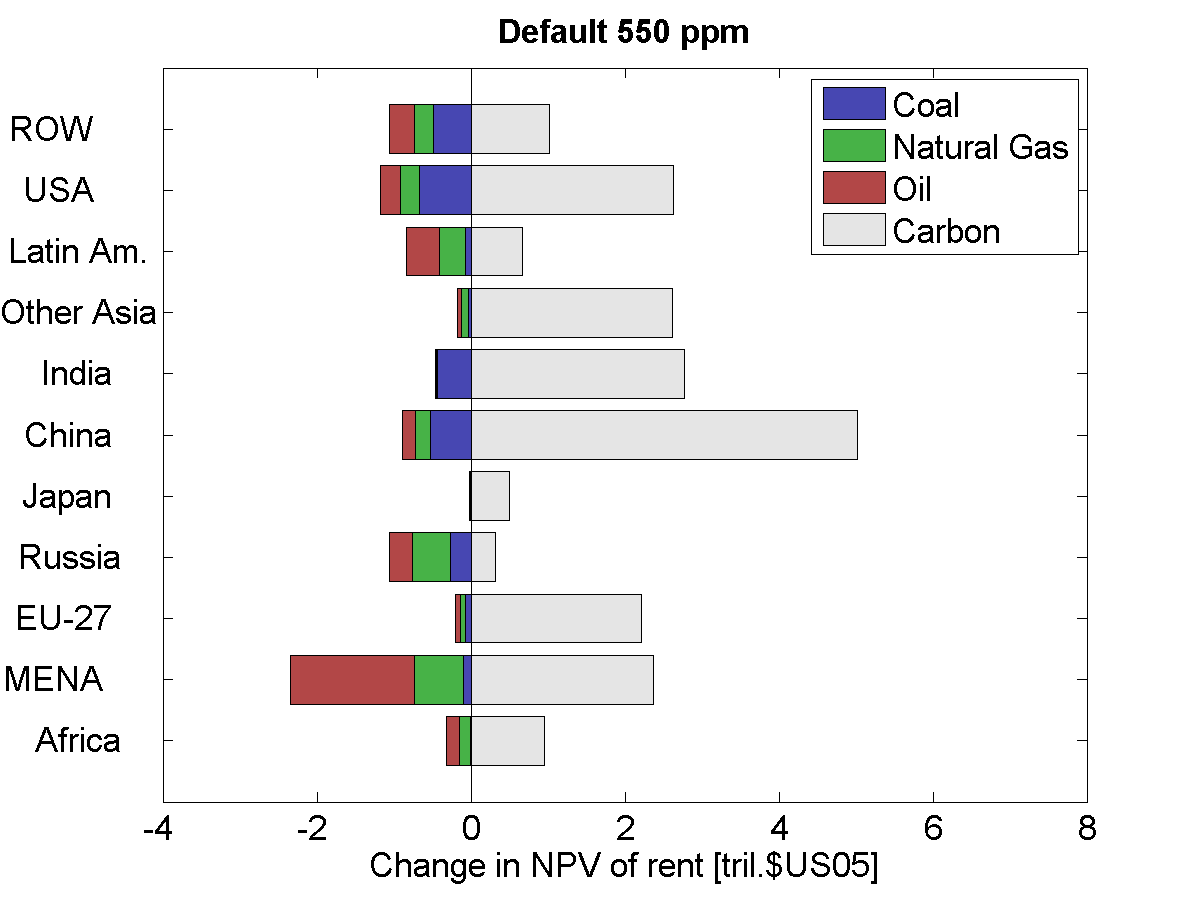 Default 550 ppm
Coal
Natural Gas
Oil
Carbon
ROW
USA
Latin Am.
Other Asia
India
China
Japan
Russia
EU-27
MENA
Africa
-4 -2 0 2 4 6 8
Change in NPV of rent [tril.$US05]